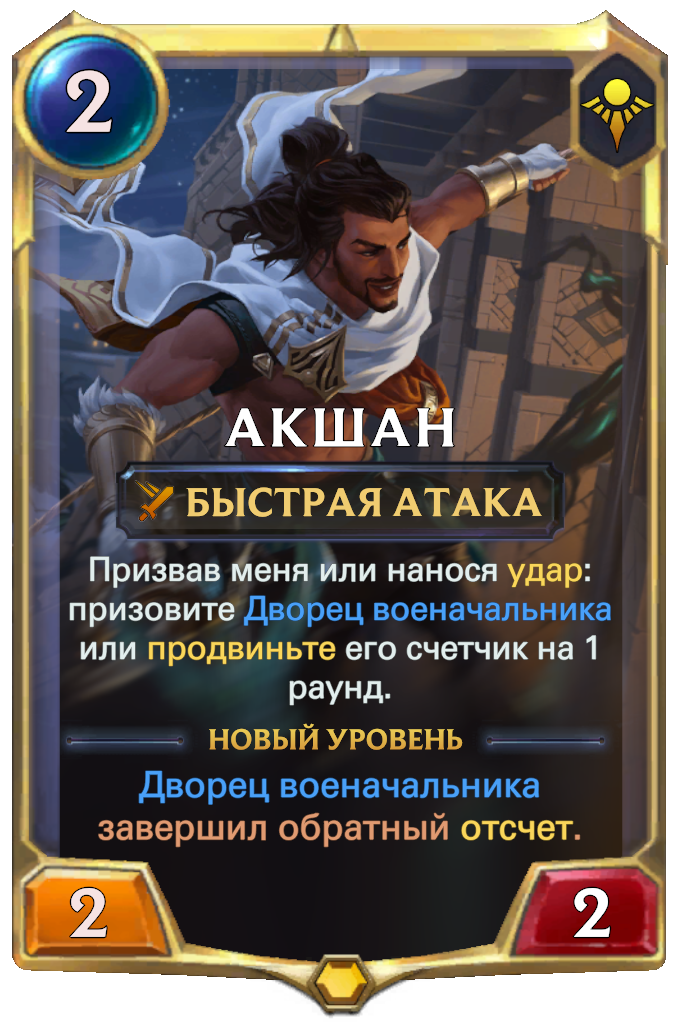 2
АКШАН
БЫСТРАЯ АТАКА
Призвав меня или нанося удар:
призовите Дворец военачальника
или продвиньте его счетчик на 1
раунд.
НОВЫЙ УРОВЕНЬ
Дворец военачальника
завершил обратный отсчет.
2 2